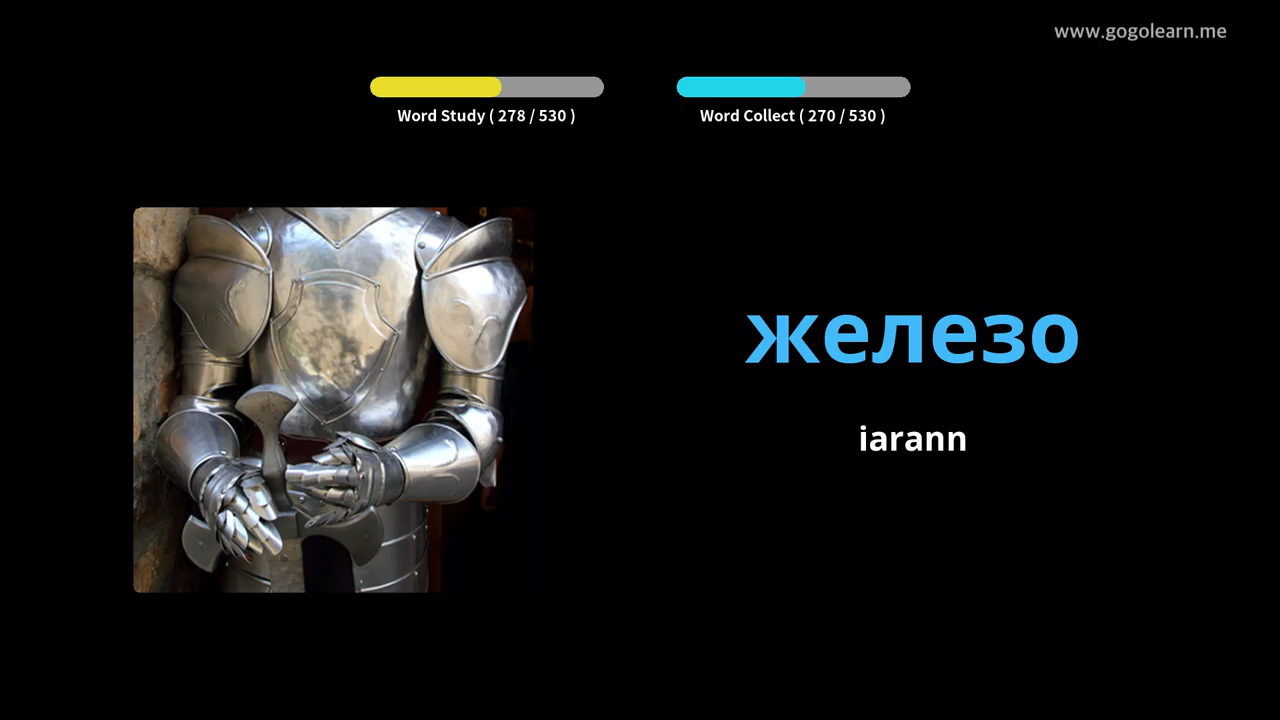 www.gogolearn.me
Word Study ( 278 / 530 )
Word Collect ( 270 / 530 )
железо
iarann